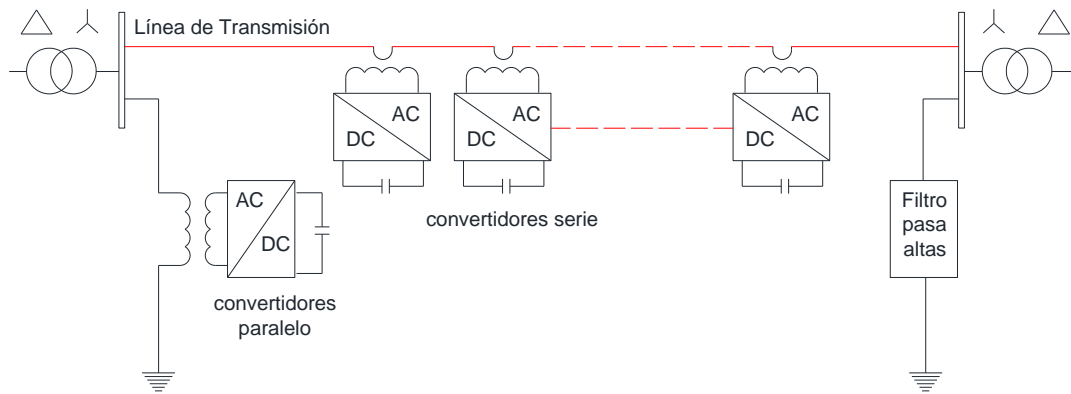 Línea de Transmisión
AC
DC
AC
DC
AC
DC
convertidores serie
AC
DC
convertidores
paralelo
Filtro
pasa
altas